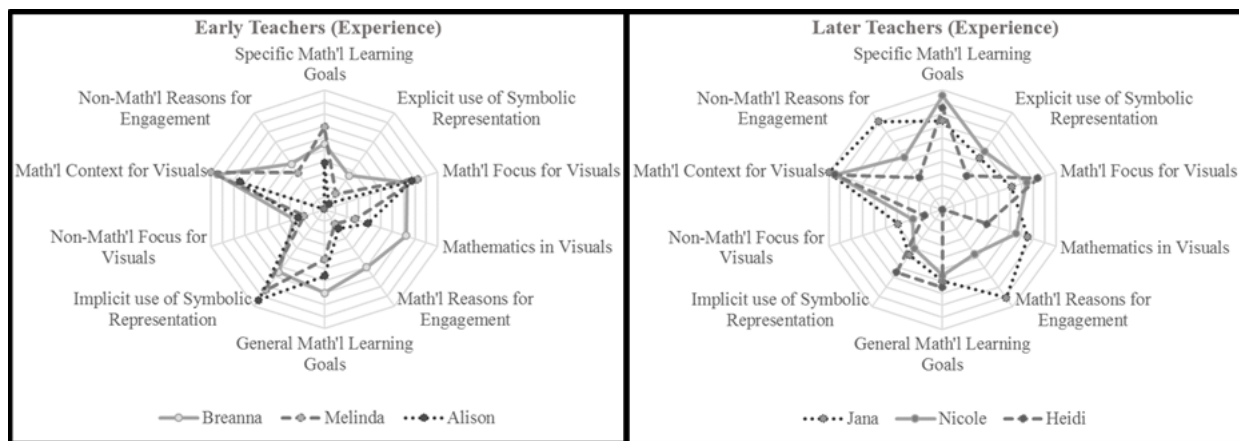 Early Teachers (Experience)
Specific Math'l Learning
Goals
Non-Math'l Reasons for
Engagement
Explicit use of Symbolic
Representation
Math'l Context for Visuals
Math'l Focus for Visuals
Non-Math'l Focus for
Visuals
Mathematics in Visuals
Implicit use of Symbolic
Representation
Math'l Reasons for
Engagement
General Math'l Learning
Goals
Breanna
Melinda
Alison
Later Teachers (Experience)
Specific Math'l Learning
Goals
Non-Math'l Reasons for
Engagement
Explicit use of Symbolic
Representation
Math'l Context for Visuals
Math'l Focus for Visuals
Non-Math'l Focus for
Visuals
Mathematics in Visuals
Implicit use of Symbolic
Representation
Math'l Reasons for
Engagement
General Math'l Learning
Goals
Jana
Nicole
Heidi